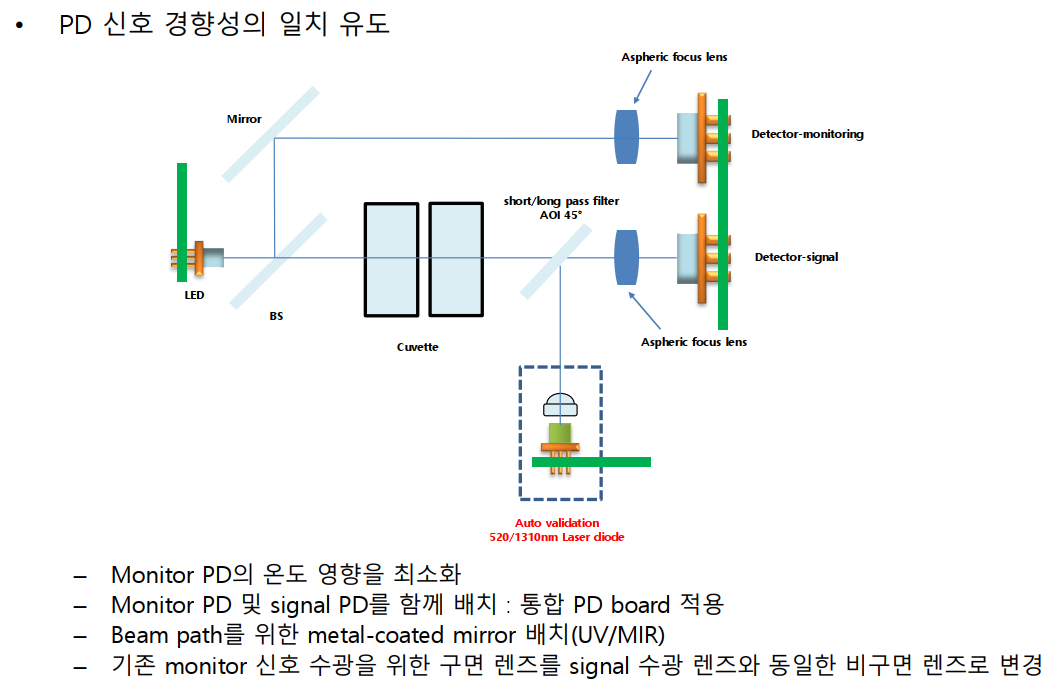 • PD 신호 경향성의 일치 유도
Aspheric focus lens
Mirror
Detector-monitoring
short/long pass filter
AOI 45°
Detector-signal
LED
BS
Aspheric focus lens
Cuvette
Auto validation
520/1310nm Laser diode
– Monitor PD의 온도 영향을 최소화
– Monitor PD 및 signal PD를 함께 배치 : 통합 PD board 적용
– Beam path를 위한 metal-coated mirror 배치(UV/MIR)
– 기존 monitor 신호 수광을 위한 구면 렌즈를 signal 수광 렌즈와 동일한 비구면 렌즈로 변경